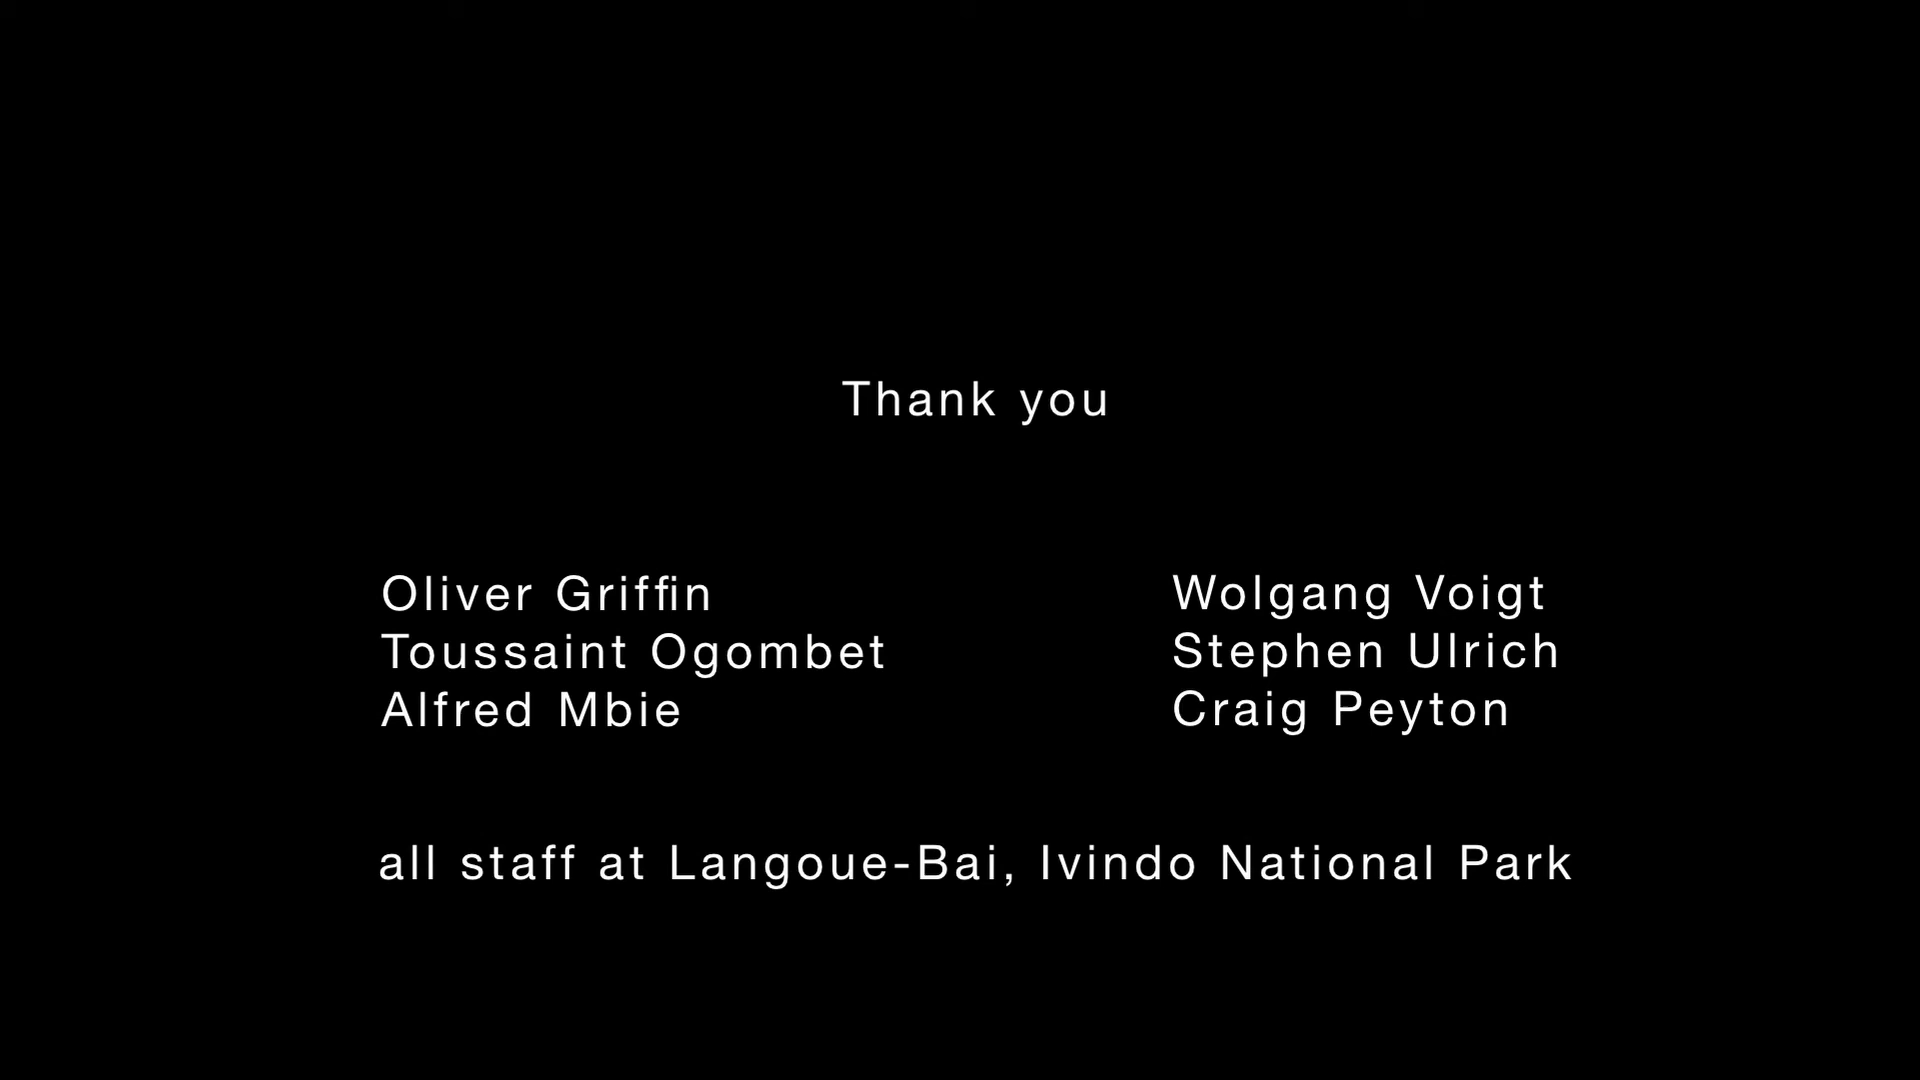 Thank you
Oliver Griffin
Toussaint Ogombet
Alfred Mbie
Wolgang Voigt
Stephen Ulrich
Craig Peyton
all staff at Langoue-Bai, Ivindo National Park